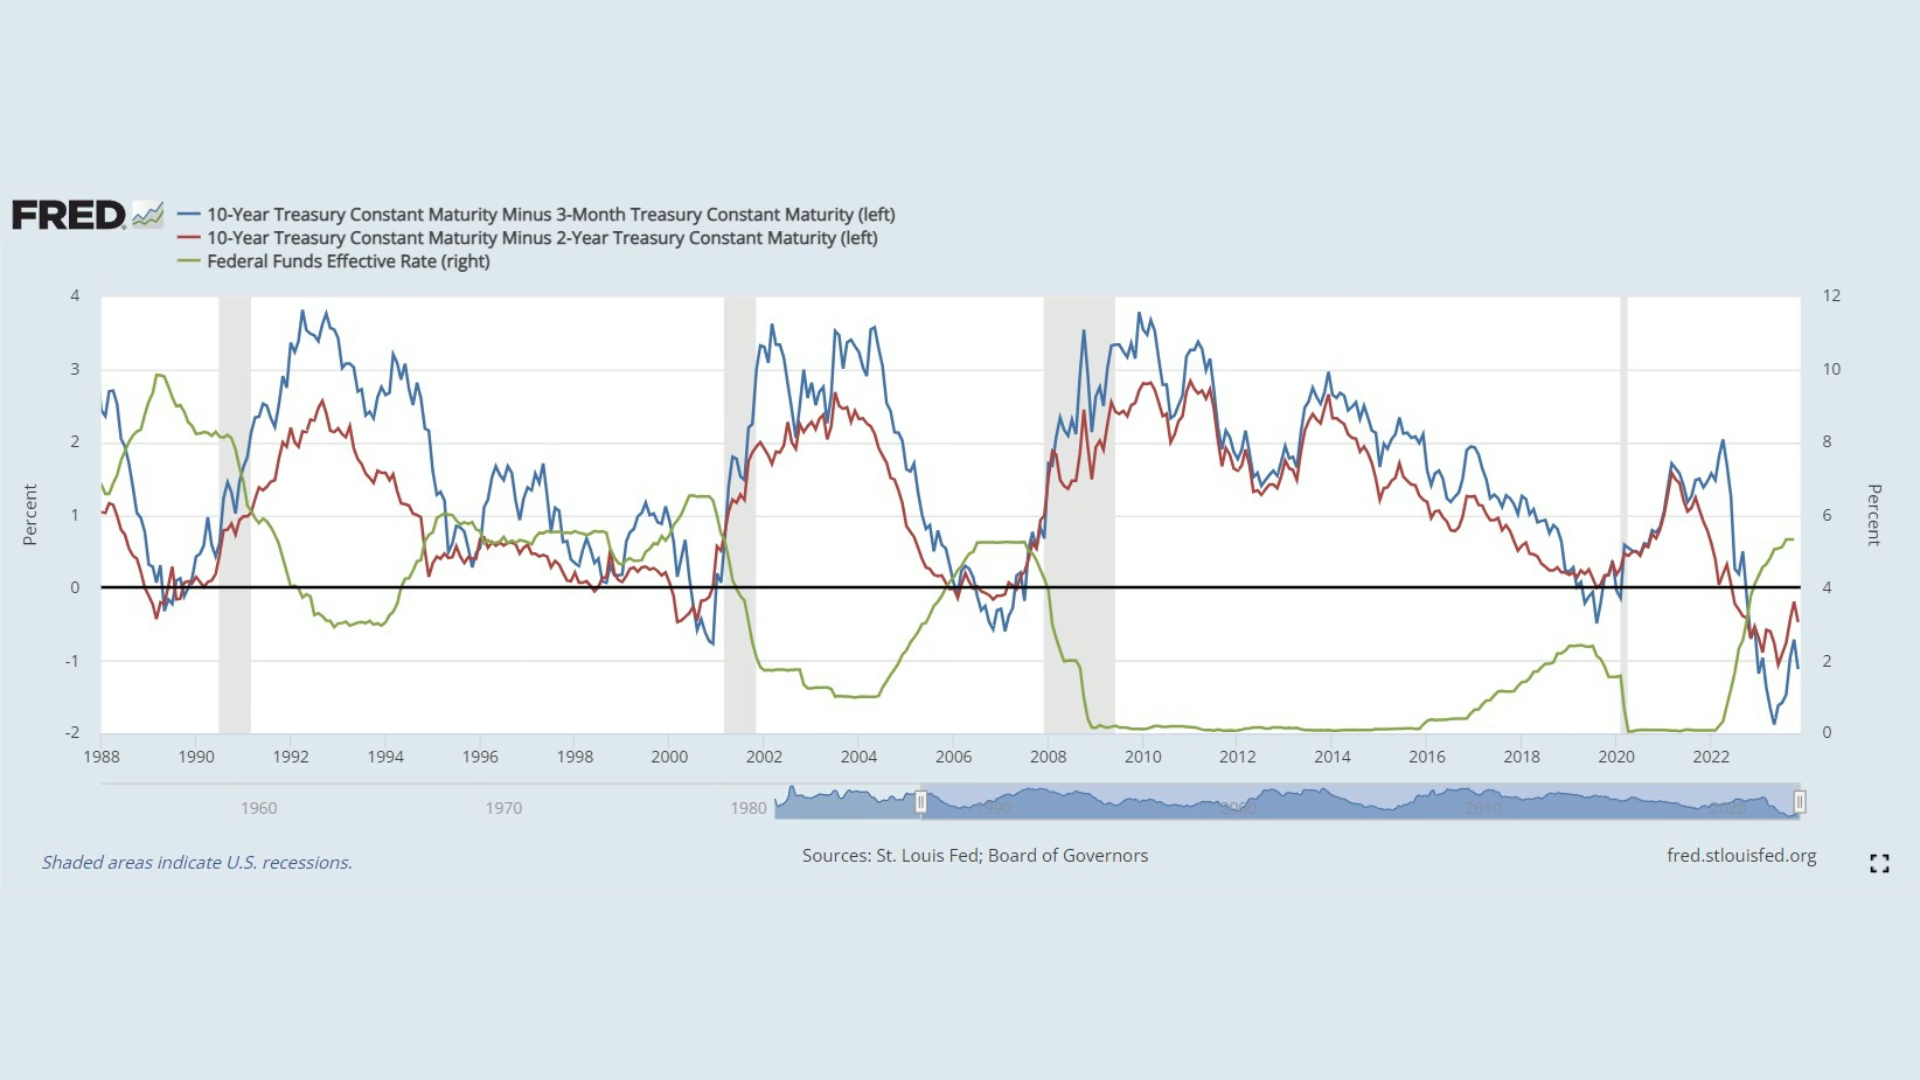 FRED
10-Year Treasury Constant Maturity Minus 3-Month Treasury Constant Maturity (left)
10-Year Treasury Constant Maturity Minus 2-Year Treasury Constant Maturity (left)
Federal Funds Effective Rate (right)
4 12
3 10
2 8
1 6
0 4
-1 2
-2 0
Percent
Percent
1988 1990 1992 1994 1996 1998 2000 2002 2004 2006 2008 2010 2012 2014 2016 2018 2020 2022
1960 1970 1980 1990 2000 2010 2020
Shaded areas indicate U.S. recessions.
Sources: St. Louis Fed; Board of Governors
fred.stlouisfed.org